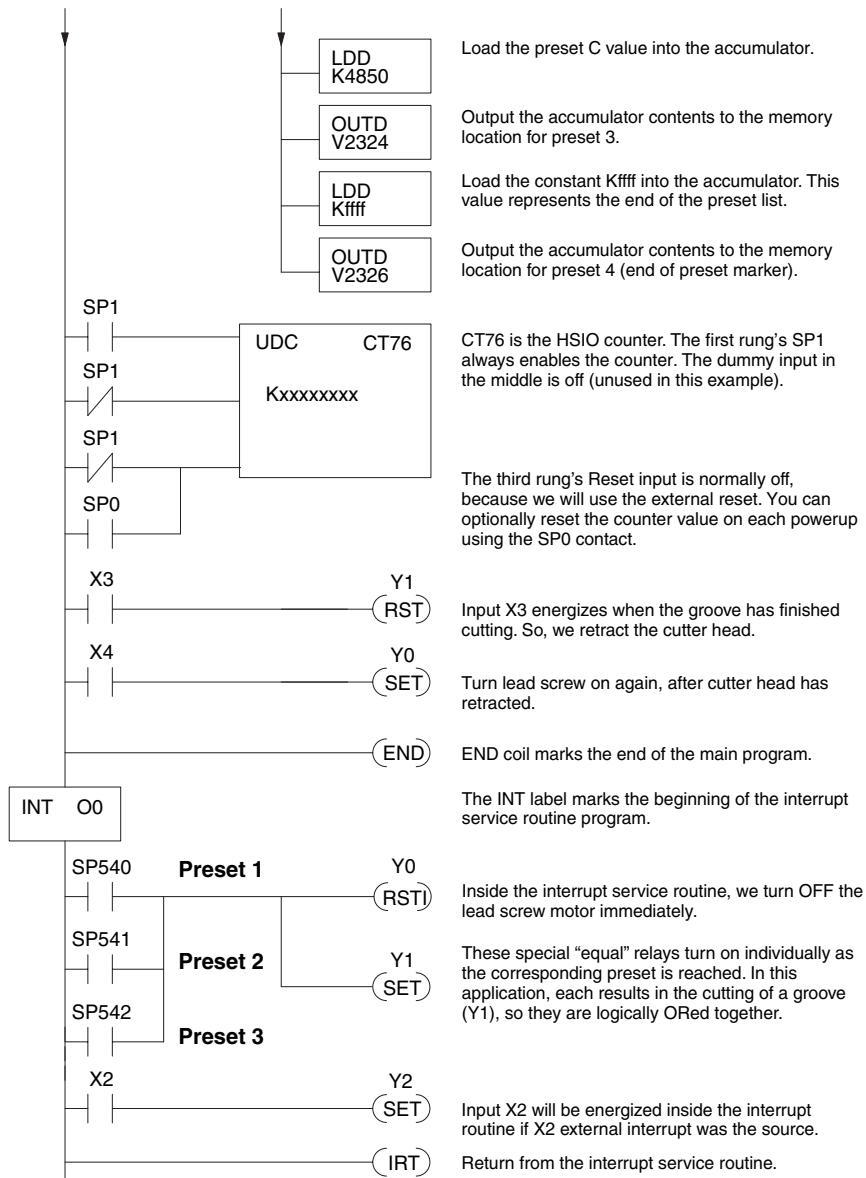 LDD
K4850
Load the preset C value into the accumulator.
OUTD
V2324
Output the accumulator contents to the memory
location for preset 3.
LDD
Kffff
Load the constant Kffff into the accumulator. This
value represents the end of the preset list.
OUTD
V2326
Output the accumulator contents to the memory
location for preset 4 (end of preset marker).
SP1
UDC CT76
Kxxxxxxxx
SP1
SP1
SP0
CT76 is the HSIO counter. The first rung's SP1
always enables the counter. The dummy input in
the middle is off (unused in this example).
The third rung's Reset input is normally off,
because we will use the external reset. You can
optionally reset the counter value on each powerup
using the SP0 contact.
X3 Y1
RST
Input X3 energizes when the groove has finished
cutting. So, we retract the cutter head.
X4 Y0
SET
Turn lead screw on again, after cutter head has
retracted.
END
END coil marks the end of the main program.
INT O0
The INT label marks the beginning of the interrupt
service routine program.
SP540 Preset 1 Y0
RSTI
Inside the interrupt service routine, we turn OFF the
lead screw motor immediately.
SP541 Preset 2 Y1
SET
These special “equal” relays turn on individually as
the corresponding preset is reached. In this
application, each results in the cutting of a groove
(Y1), so they are logically ORed together.
SP542 Preset 3
X2 Y2
SET
Input X2 will be energized inside the interrupt
routine if X2 external interrupt was the source.
IRT
Return from the interrupt service routine.